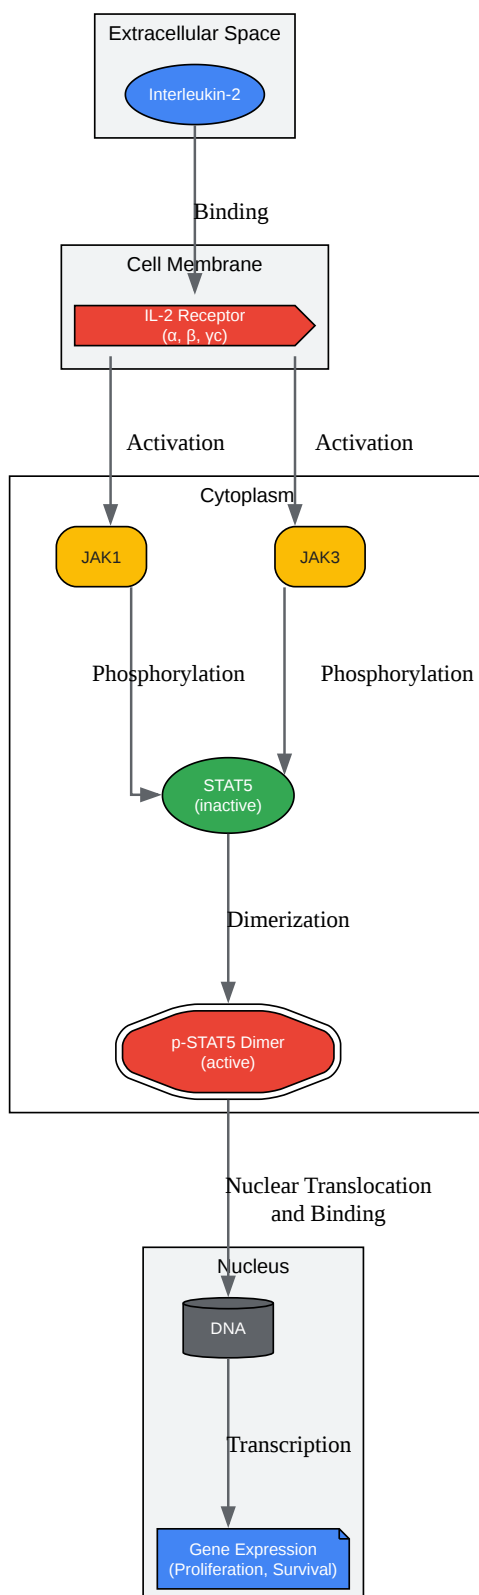 Extracellular Space
Interleukin-2
Binding
Cell Membrane
IL-2 Receptor
(α, β, γc)
Activation
Activation
Cytoplasm
JAK1
JAK3
Phosphorylation
Phosphorylation
STAT5
(inactive)
Dimerization
p-STAT5 Dimer
(active)
Nuclear Translocation
and Binding
Nucleus
DNA
Transcription
Gene Expression
(Proliferation, Survival)